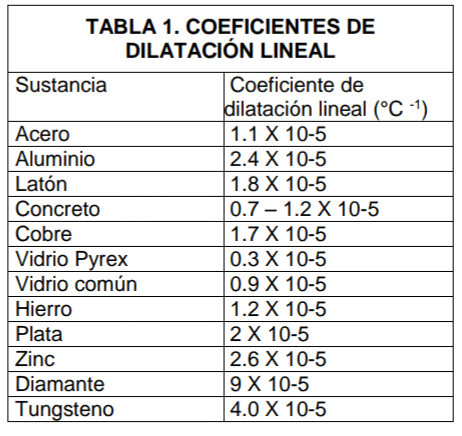 TABLA 1. COEFICIENTES DE
DILATACIÓN LINEAL
Sustancia Coeficiente de
dilatación lineal (°C -1)
Acero 1.1 X 10-5
Aluminio 2.4 X 10-5
Latón 1.8 X 10-5
Concreto 0.7 – 1.2 X 10-5
Cobre 1.7 X 10-5
Vidrio Pyrex 0.3 X 10-5
Vidrio común 0.9 X 10-5
Hierro 1.2 X 10-5
Plata 2 X 10-5
Zinc 2.6 X 10-5
Diamante 9 X 10-5
Tungsteno 4.0 X 10-5